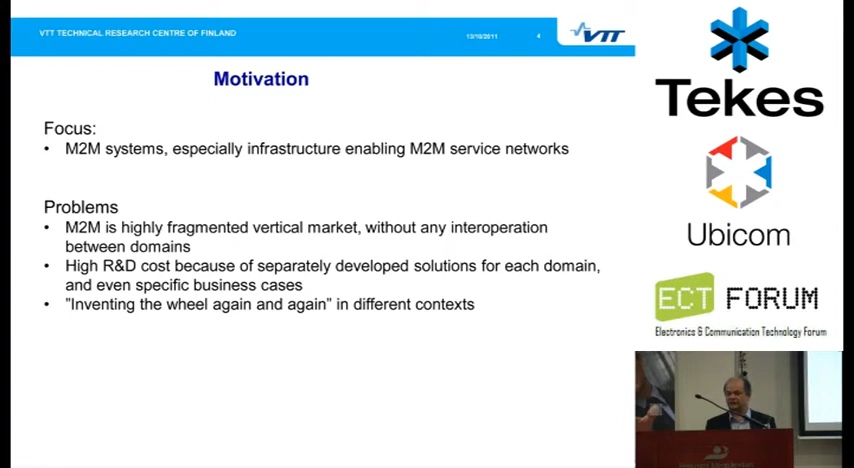 VTT TECHNICAL RESEARCH CENTRE OF FINLAND
13/10/2011
4
VTT
Motivation
Focus:
• M2M systems, especially infrastructure enabling M2M service networks
Problems
• M2M is highly fragmented vertical market, without any interoperation
between domains
• High R&D cost because of separately developed solutions for each domain,
and even specific business cases
• "Inventing the wheel again and again" in different contexts
Tekes
Ubicom
ECT FORUM
Electronics & Communication Technology Forum